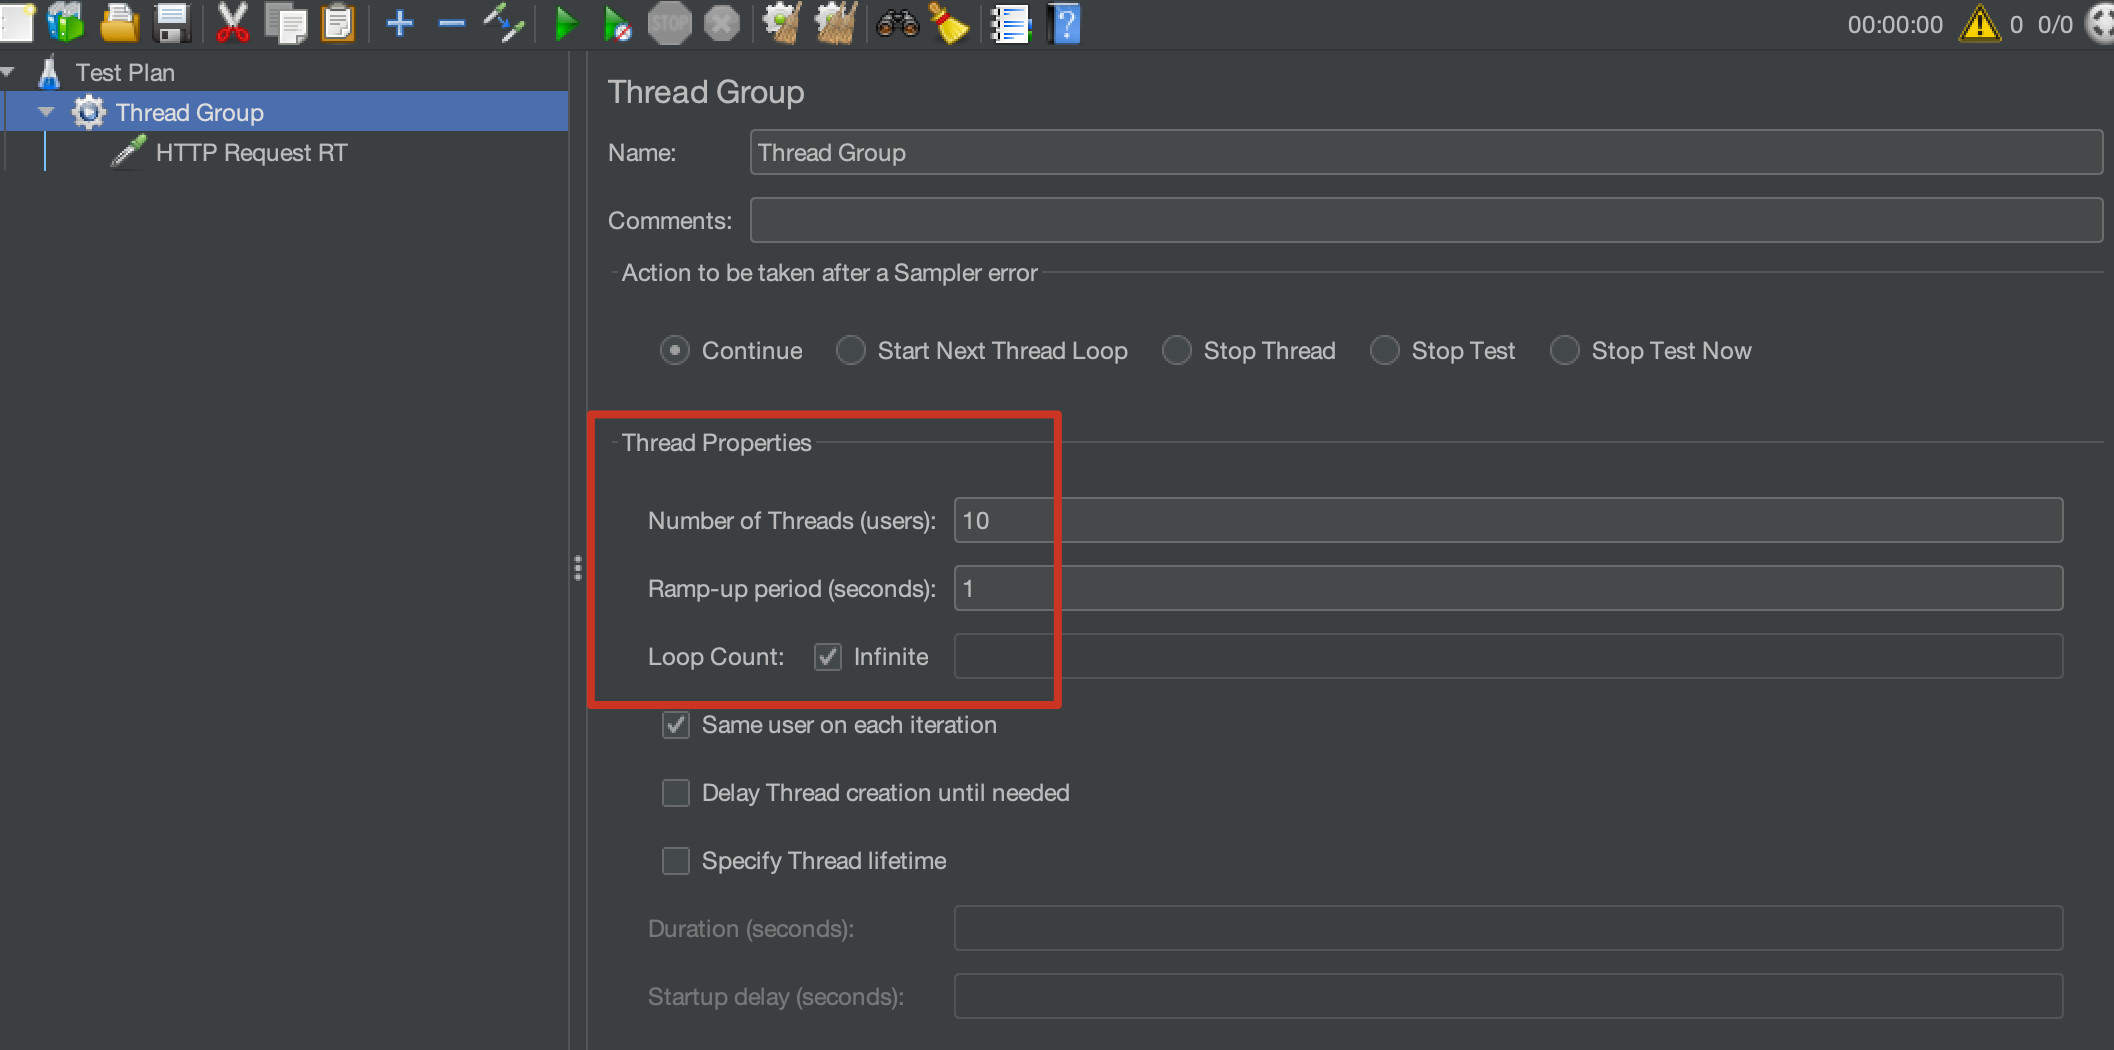 STOP
00:00:00 0 0/0
Test Plan
Thread Group
HTTP Request RT
Thread Group
Name: Thread Group
Comments:
Action to be taken after a Sampler error
Continue Start Next Thread Loop Stop Thread Stop Test Stop Test Now
Thread Properties
Number of Threads (users): 10
Ramp-up period (seconds): 1
Loop Count: Infinite
Same user on each iteration
Delay Thread creation until needed
Specify Thread lifetime
Duration (seconds):
Startup delay (seconds):